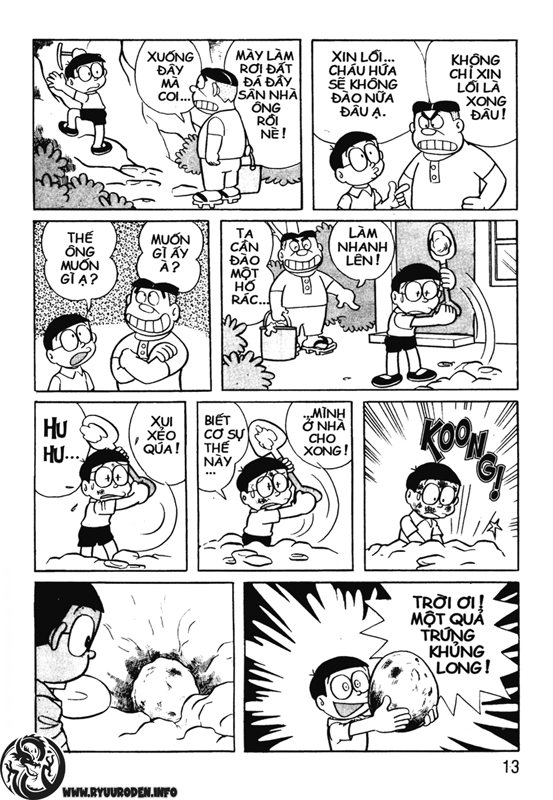 MÀY LÀM
RƠI ĐẤT
ĐÁ ĐẦY
SÂN NHÀ
ÔNG
RỒI
NÈ!
XUỐNG
ĐÂY
MÀ
COI...
XIN LỖI...
CHÁU HỨA
SẼ KHÔNG
ĐÀO NỮA
ĐÂU Ạ.
KHÔNG
CHỈ XIN
LỖI LÀ
XONG
ĐÂU!
THẾ
ÔNG
MUỐN
GÌ Ạ?
MUỐN
GÌ ẤY
À?
TA
CẦN ĐÀO
MỘT
HỐ
RÁC...
LÀM
NHANH
LÊN!
HU
HU...
XUI
XẺO
QÚA!
BIẾT
CƠ SỰ
THẾ
NÀY...
...MÌNH
Ở NHÀ
CHO
XONG!
KOONG!
TRỜI ƠI!
MỘT QUẢ
TRỨNG
KHỦNG
LONG!
13
WWW.RYUURODEN.INFO